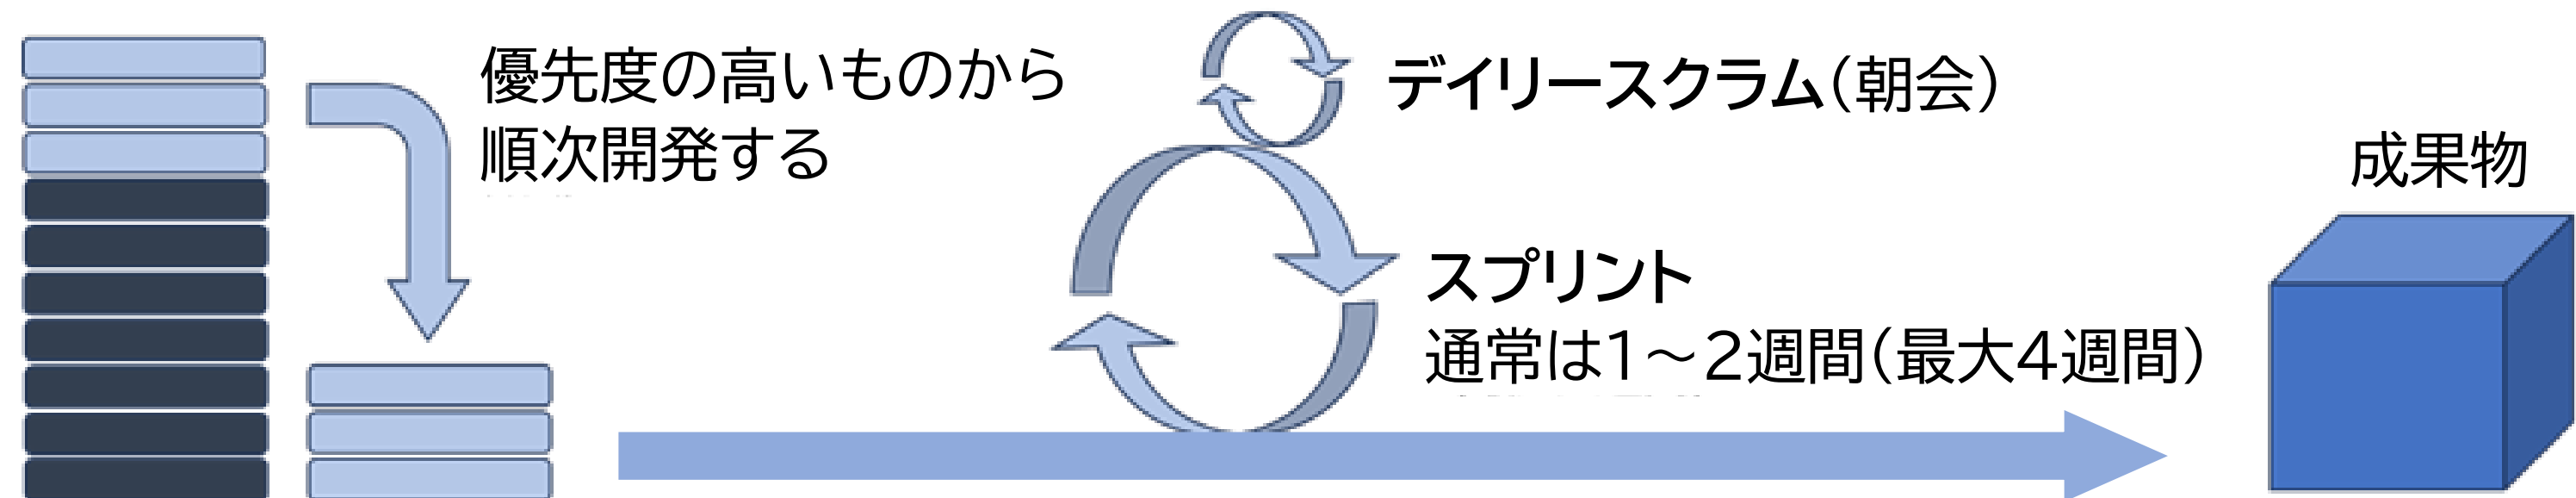 優先度の高いものから
順次開発する
デイリースクラム（朝会）
成果物
スプリント
通常は1～2週間（最大4週間）